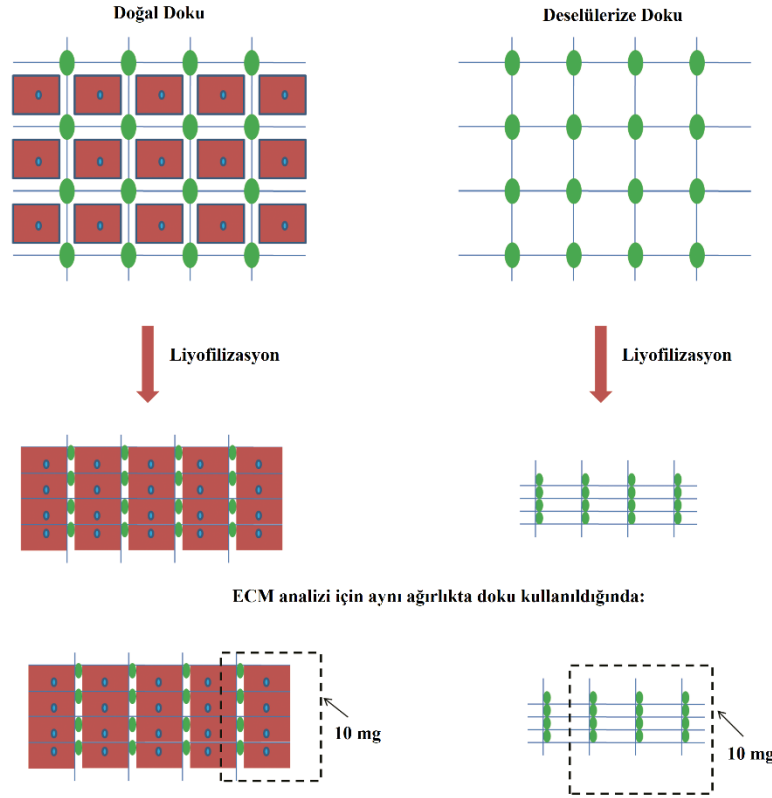 Doğal Doku
Deselülerize Doku
Liyofilizasyon
Liyofilizasyon
ECM analizi için aynı ağırlıkta doku kullanıldığında:
10 mg
10 mg